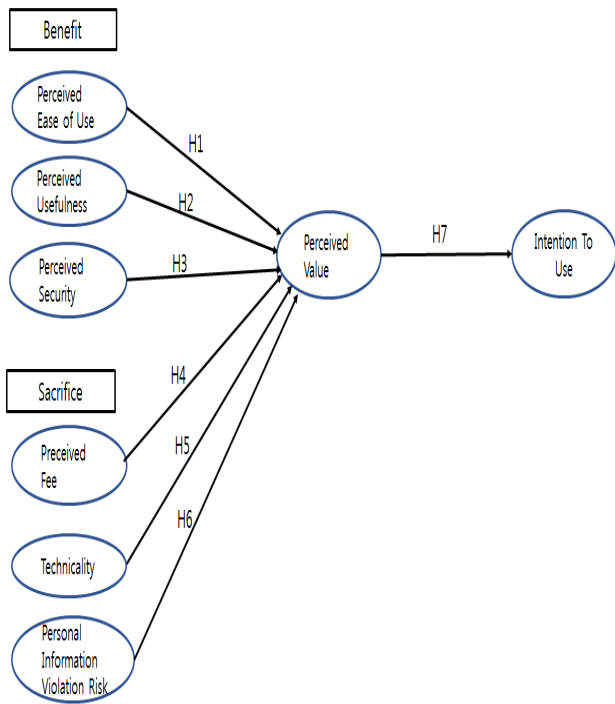 Benefit
Perceived
Ease of Use
H1
Perceived
Usefulness
H2
Perceived
Security
H3
Perceived
Value
H7
Intention To
Use
Sacrifice
H4
Preceived
Fee
H5
H6
Technicality
Personal
Information
Violation Risk